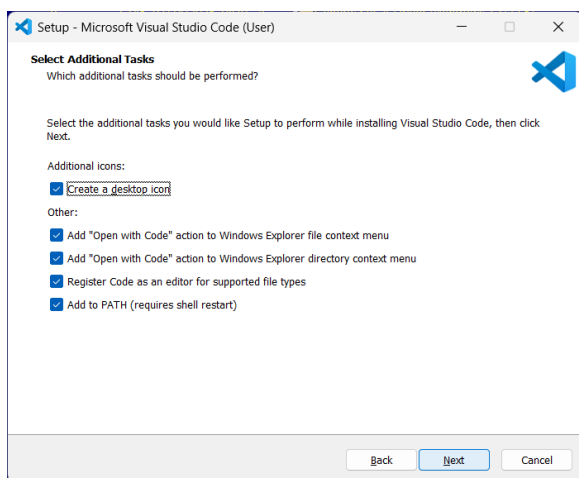 Setup - Microsoft Visual Studio Code (User)
Select Additional Tasks
Which additional tasks should be performed?
Select the additional tasks you would like Setup to perform while installing Visual Studio Code, then click
Next.
Additional icons:
Create a desktop icon
Other:
Add "Open with Code" action to Windows Explorer file context menu
Add "Open with Code" action to Windows Explorer directory context menu
Register Code as an editor for supported file types
Add to PATH (requires shell restart)
Back
Next
Cancel